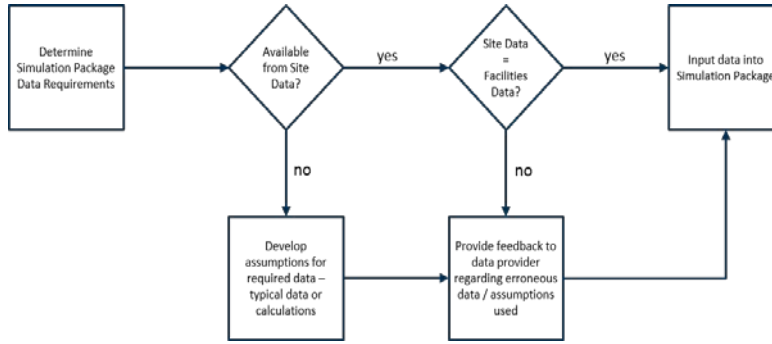 Determine
Simulation Package
Data Requirements
Available
from Site
Data?
yes
Site Data
=
Facilities
Data?
yes
Input data into
Simulation Package
no
no
Develop
assumptions for
required data –
typical data or
calculations
Provide feedback to
data provider
regarding erroneous
data / assumptions
used